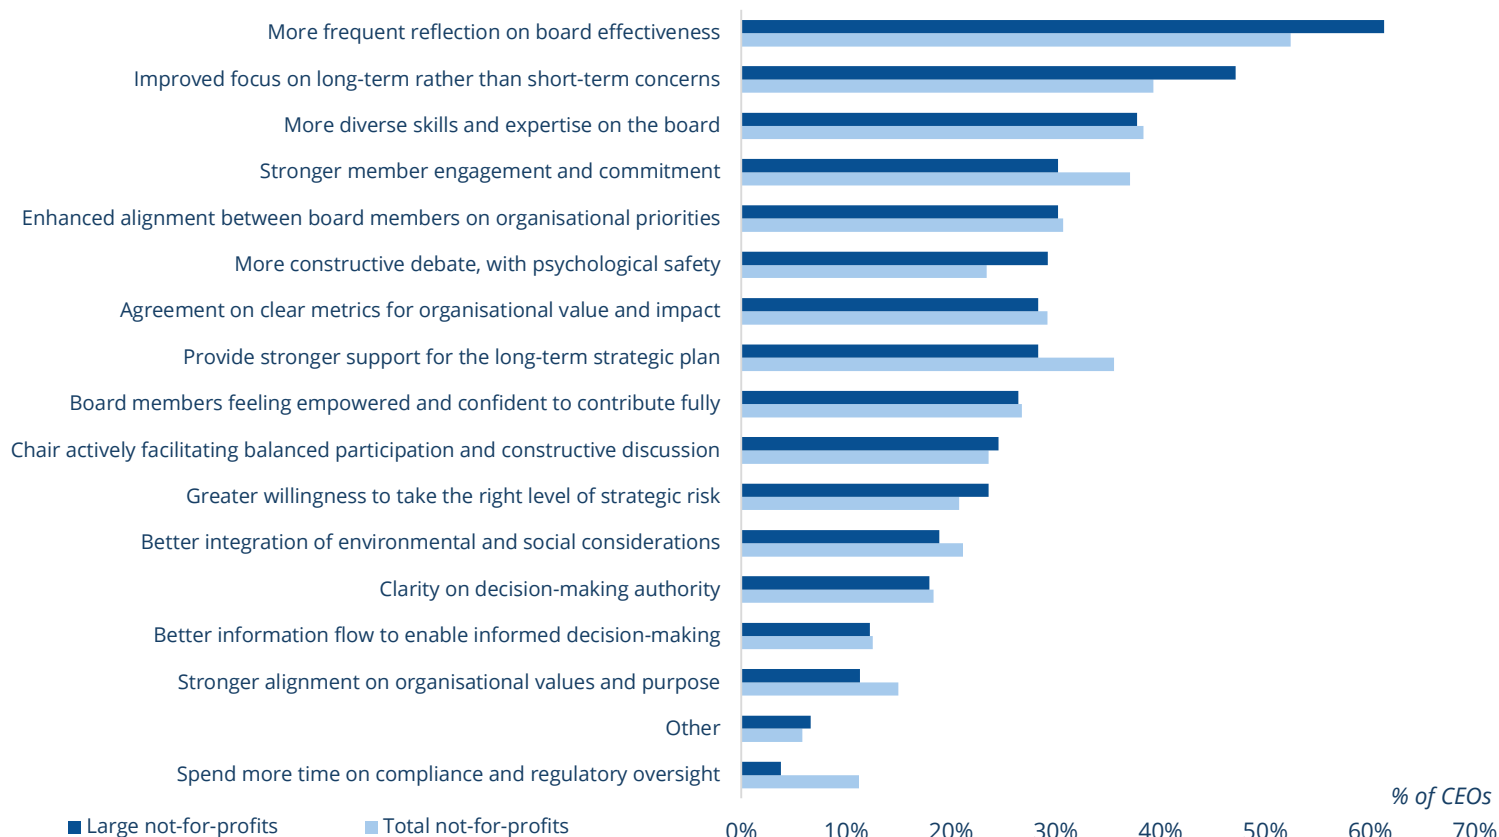 More frequent reflection on board effectiveness
Improved focus on long-term rather than short-term concerns
More diverse skills and expertise on the board
Stronger member engagement and commitment
Enhanced alignment between board members on organisational priorities
More constructive debate, with psychological safety
Agreement on clear metrics for organisational value and impact
Provide stronger support for the long-term strategic plan
Board members feeling empowered and confident to contribute fully
Chair actively facilitating balanced participation and constructive discussion
Greater willingness to take the right level of strategic risk
Better integration of environmental and social considerations
Clarity on decision-making authority
Better information flow to enable informed decision-making
Stronger alignment on organisational values and purpose
Other
Spend more time on compliance and regulatory oversight
% of CEOs
Large not-for-profits Total not-for-profits
0% 10% 20% 30% 40% 50% 60% 70%